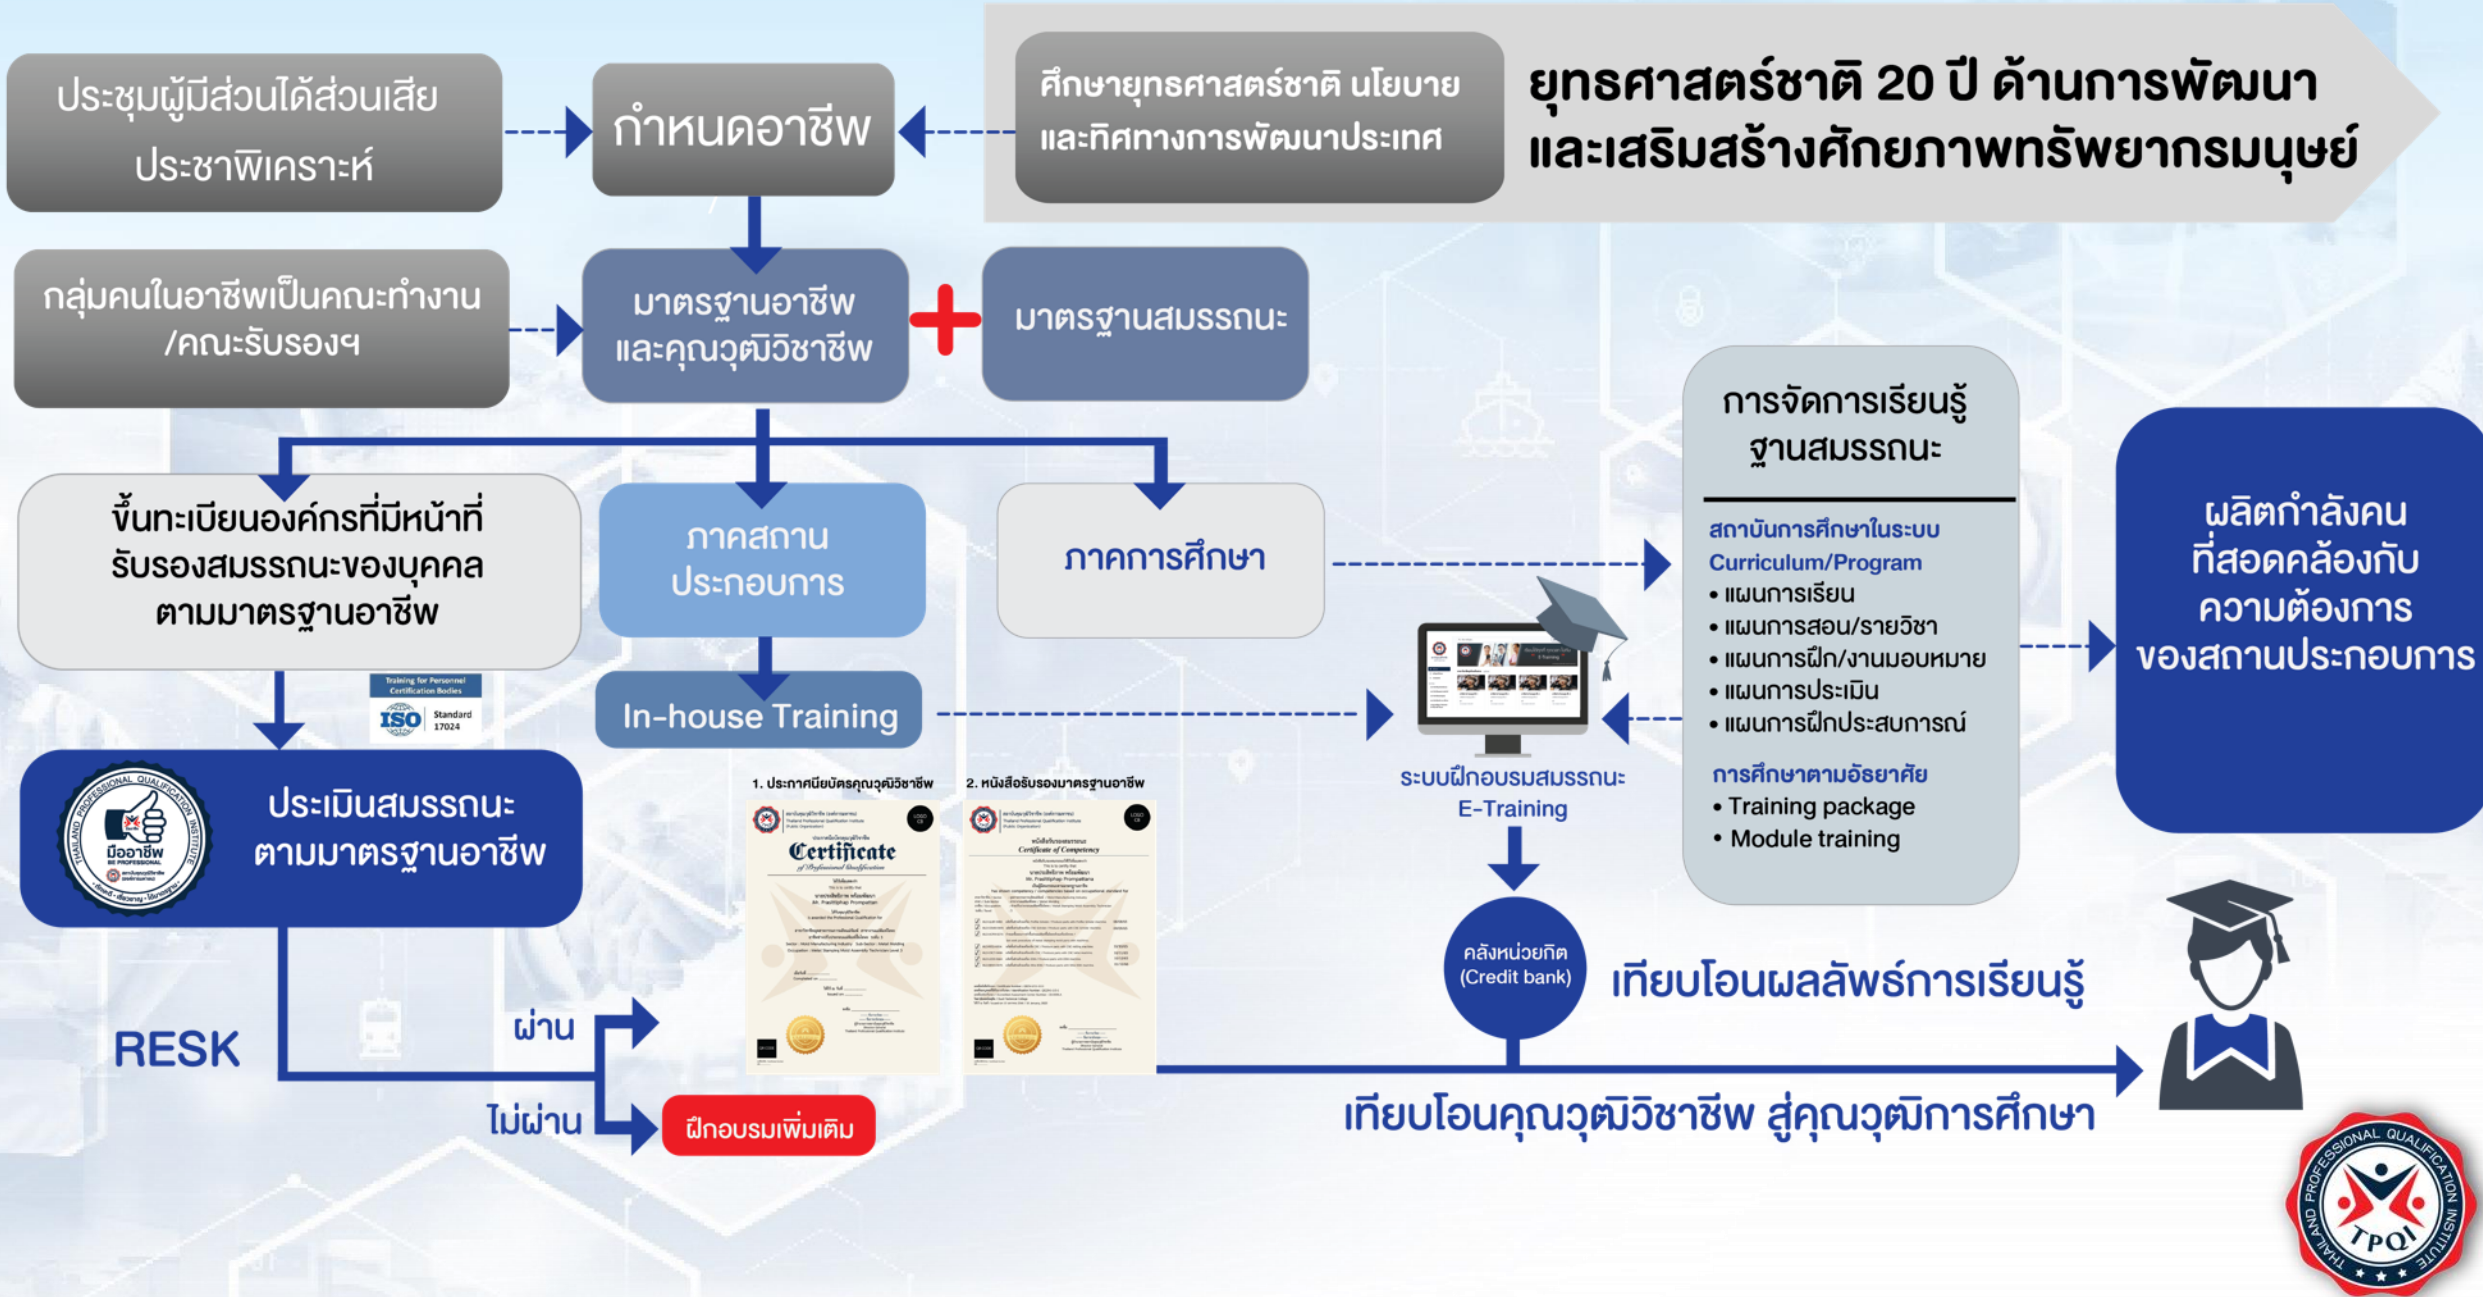 ประชุมผู้มีส่วนได้ส่วนเสีย
ประชาพิเคราะห์
กำหนดอาชีพ
ศึกษายุทธศาสตร์ชาติ นโยบาย
และทิศทางการพัฒนาประเทศ
ยุทธศาสตร์ชาติ 20 ปี ด้านการพัฒนา
และเสริมสร้างศักยภาพทรัพยากรมนุษย์
กลุ่มคนในอาชีพเป็นคณะทำงาน
/คณะรับรองฯ
มาตรฐานอาชีพ
และคุณวุฒิวิชาชีพ
มาตรฐานสมรรถนะ
ขึ้นทะเบียนองค์กรที่มีหน้าที่
รับรองสมรรถนะของบุคคล
ตามมาตรฐานอาชีพ
ภาคสถาน
ประกอบการ
ภาคการศึกษา
การจัดการเรียนรู้
ฐานสมรรถนะ
สถาบันการศึกษาในระบบ
Curriculum/Program
• แผนการเรียน
• แผนการสอน/รายวิชา
• แผนการฝึก/งานมอบหมาย
• แผนการประเมิน
• แผนการฝึกประสบการณ์
การศึกษาตามอัธยาศัย
• Training package
• Module training
ผลิตกำลังคน
ที่สอดคล้องกับ
ความต้องการ
ของสถานประกอบการ
Training for Personnel
Certification Bodies
ISO Standard
17024
In-house Training
ระบบฝึกอบรมสมรรถนะ
E-Training
THAILAND PROFESSIONAL QUALIFICATION INSTITUTE
มืออาชีพ
BE PROFESSIONAL
ประเมินสมรรถนะ
ตามมาตรฐานอาชีพ
1. ประกาศนียบัตรคุณวุฒิวิชาชีพ
Certificate
of Professional Qualification
2. หนังสือรับรองมาตรฐานอาชีพ
Certificate of Competency
คลังหน่วยกิต
(Credit bank)
เทียบโอนผลลัพธ์การเรียนรู้
RESK
ผ่าน
ไม่ผ่าน
ฝึกอบรมเพิ่มเติม
เทียบโอนคุณวุฒิวิชาชีพ สู่คุณวุฒิการศึกษา
THAILAND PROFESSIONAL QUALIFICATION INSTITUTE
TPQI